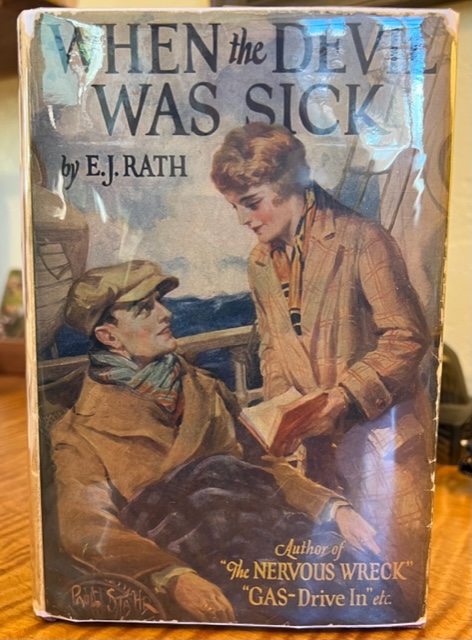 WHEN the DEVIL
WAS SICK
by E.J. RATH
Author of
"The NERVOUS WRECK"
"GAS-Drive In" etc.